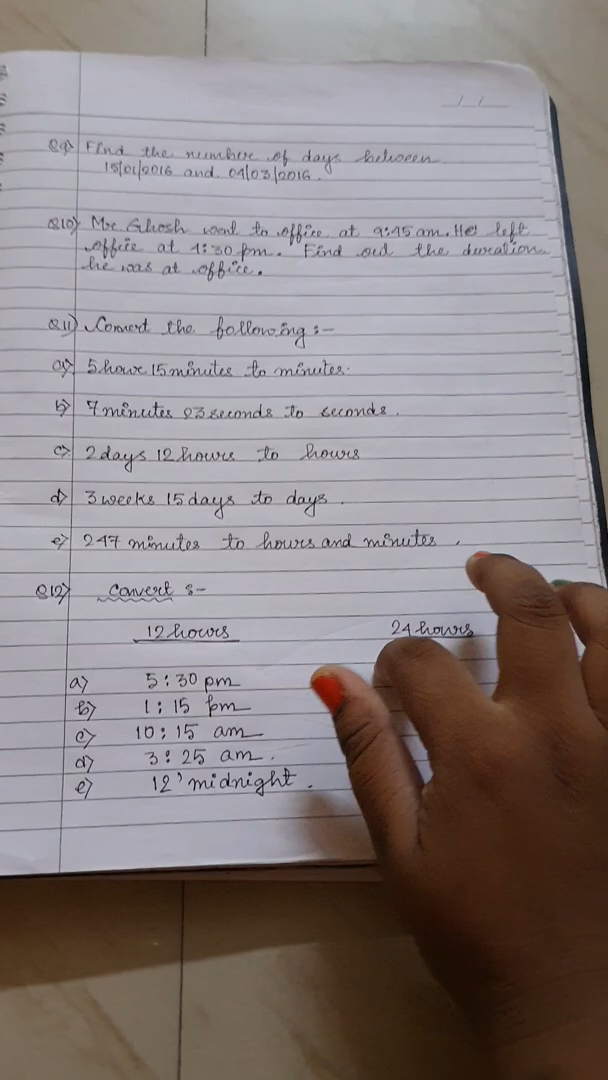 Q9) Find the number of days between
15/01/2016 and 04/03/2016.
Q10) Mr. Ghosh went to office at 9:45 am. He left
office at 4:30 pm. Find out the duration
he was at office.
Q11) Convert the following :-
a) 5 hour 15 minutes to minutes.
b) 7 minutes 23 seconds to seconds.
c) 2 days 12 hours to hours
d) 3 weeks 15 days to days.
e) 247 minutes to hours and minutes.
Q12) Convert :-
12 hours 24 hours
a) 5:30 pm
b) 1:15 pm
c) 10:15 am
d) 3:25 am.
e) 12' midnight.